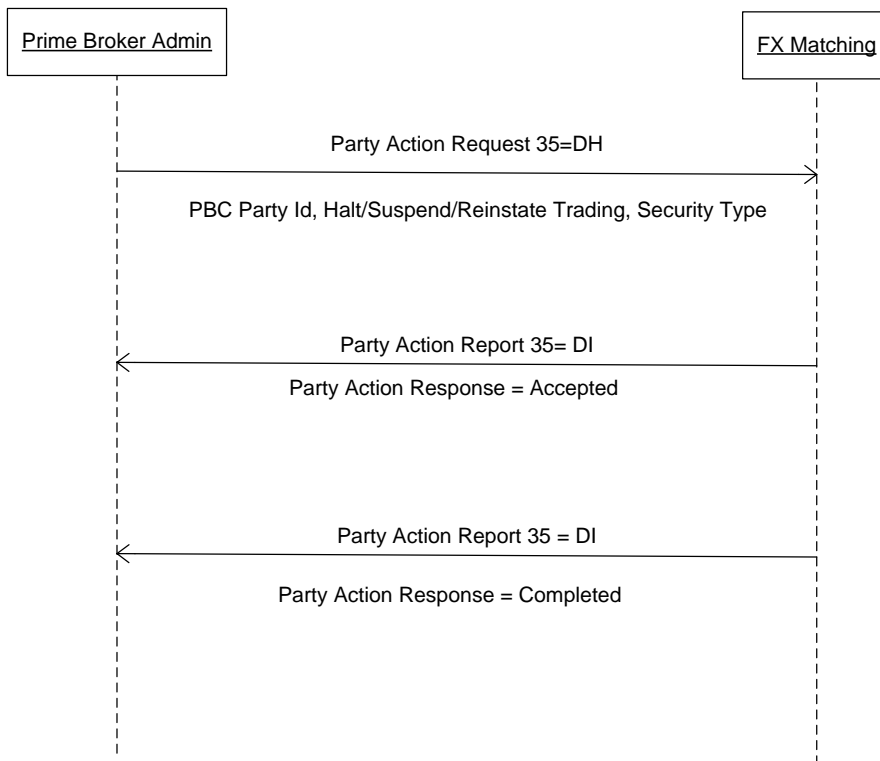 Prime Broker Admin
FX Matching
Party Action Request 35=DH
PBC Party Id, Halt/Suspend/Reinstate Trading, Security Type
Party Action Report 35= DI
Party Action Response = Accepted
Party Action Report 35 = DI
Party Action Response = Completed